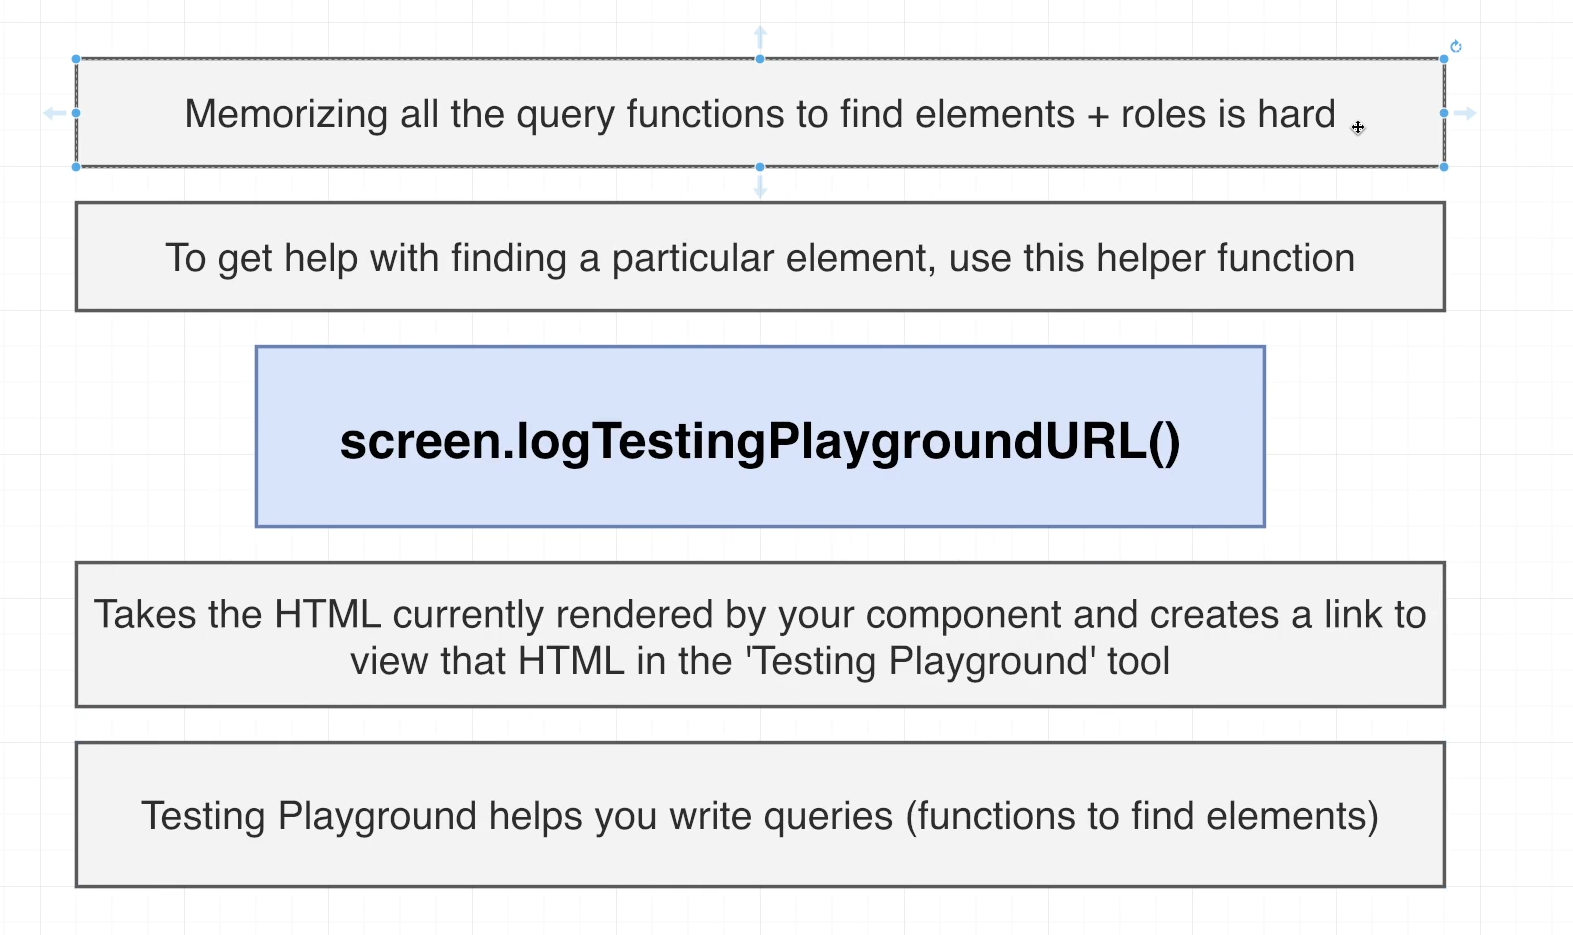 Memorizing all the query functions to find elements + roles is hard
To get help with finding a particular element, use this helper function
screen.logTestingPlaygroundURL()
Takes the HTML currently rendered by your component and creates a link to
view that HTML in the 'Testing Playground' tool
Testing Playground helps you write queries (functions to find elements)